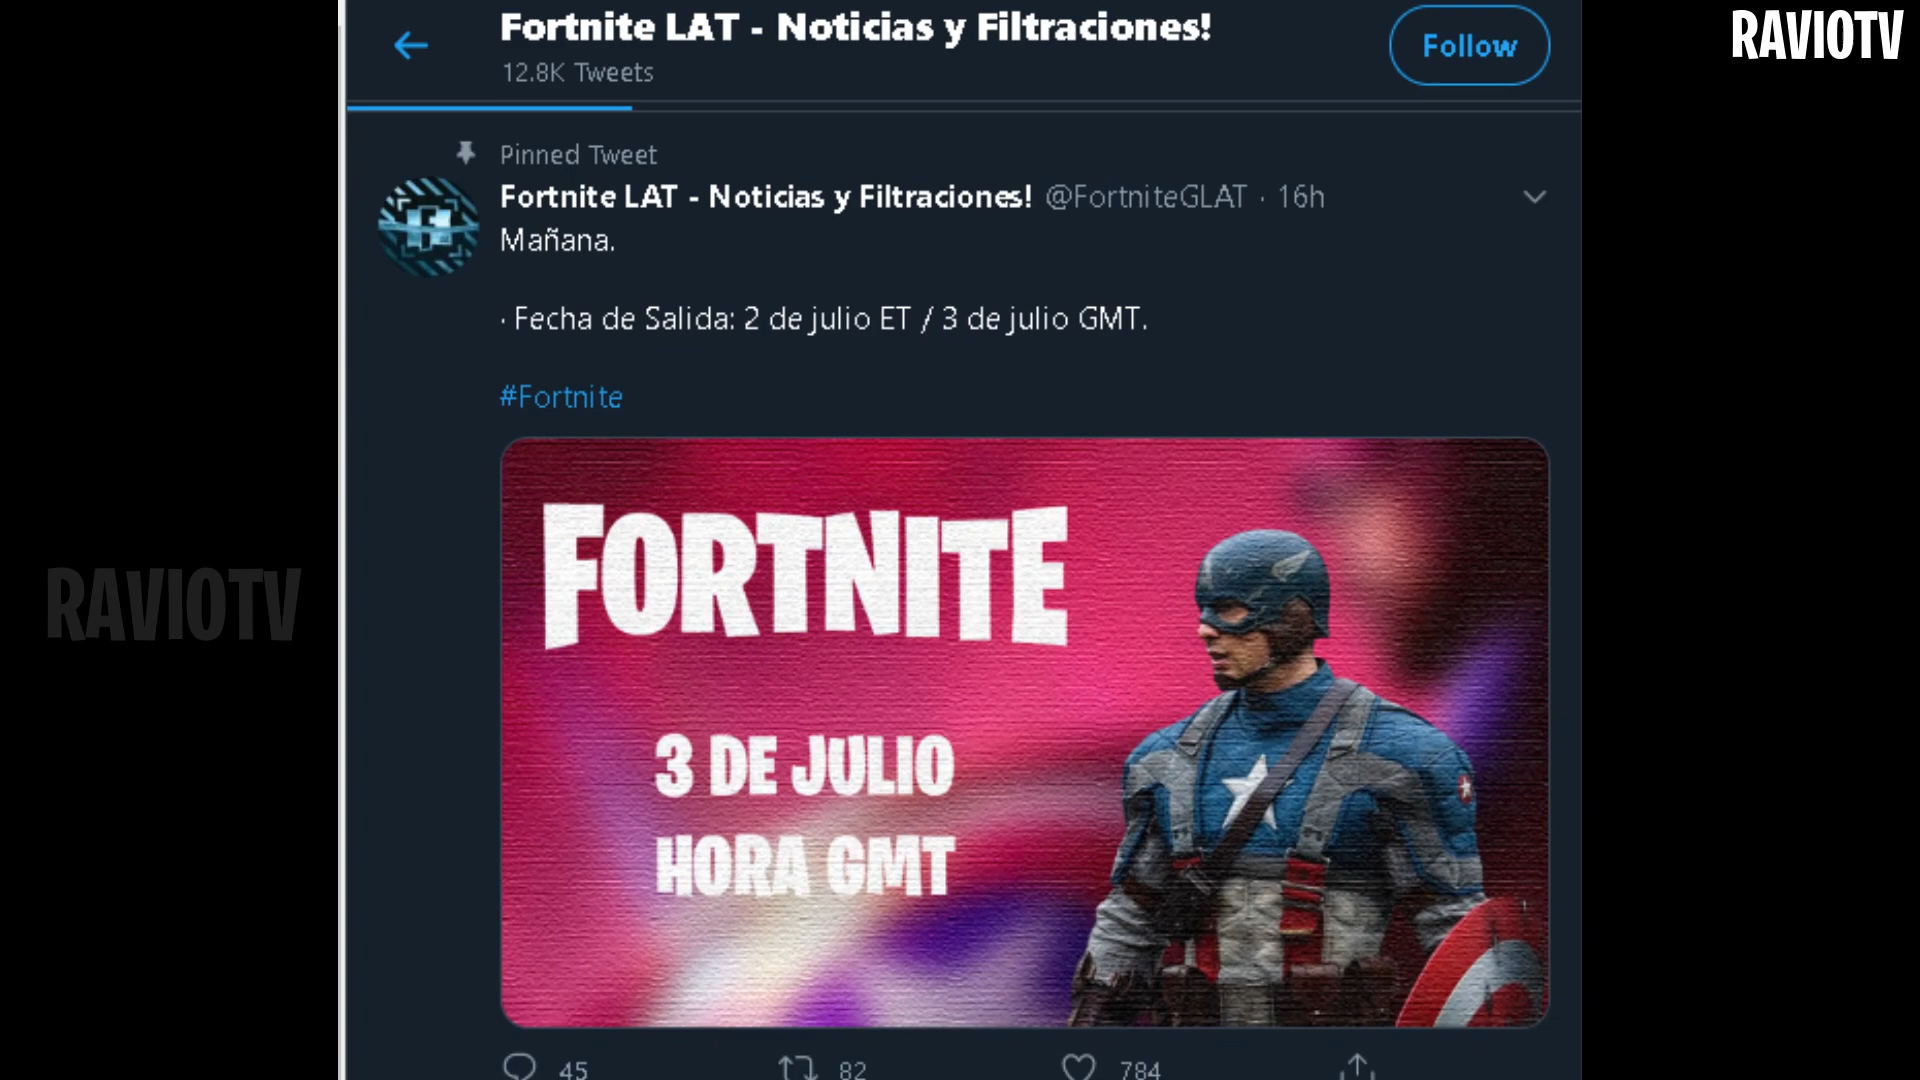 RAVIOTV
Fortnite LAT - Noticias y Filtraciones!
12.8K Tweets
Follow
Pinned Tweet
Fortnite LAT - Noticias y Filtraciones! @FortniteGLAT · 16h
Mañana.
· Fecha de Salida: 2 de julio ET / 3 de julio GMT.
#Fortnite
FORTNITE
3 DE JULIO
HORA GMT
RAVIOTV
45 82 784